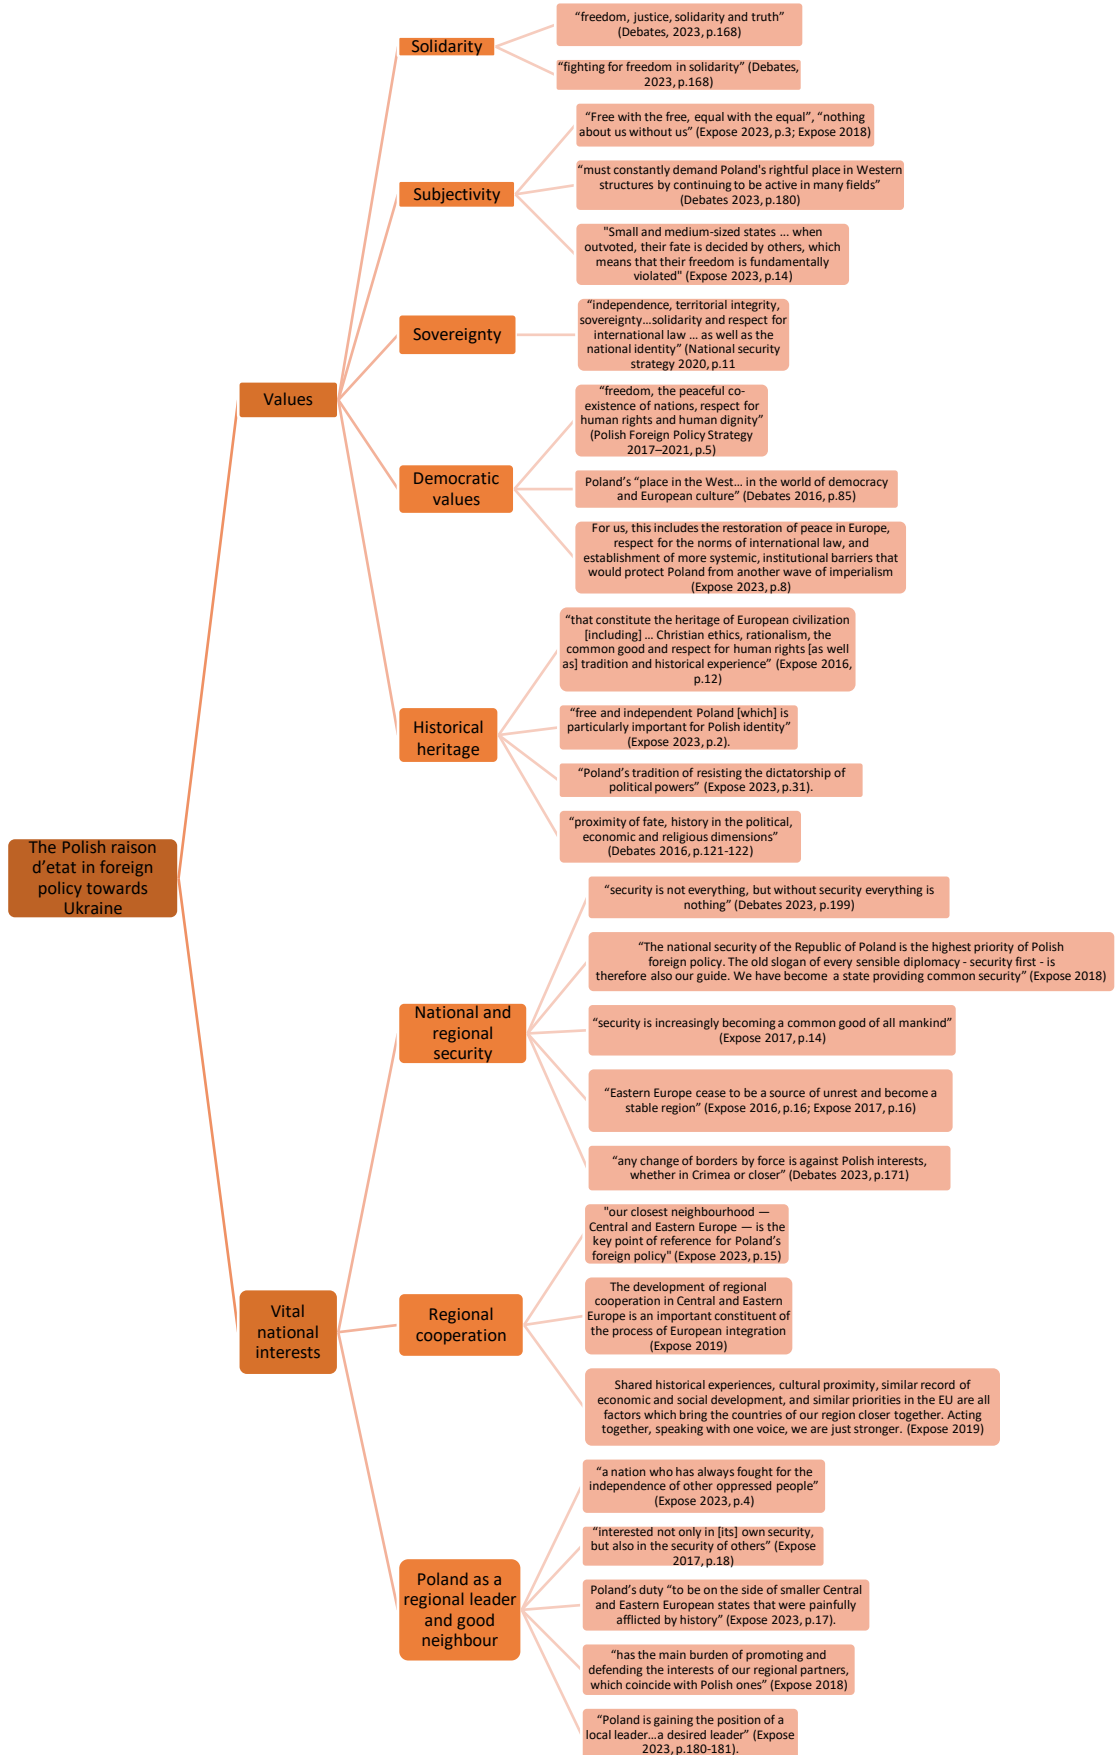 The Polish raison
d’etat in foreign
policy towards
Ukraine
Values
Solidarity
“freedom, justice, solidarity and truth”
(Debates, 2023, p.168)
“fighting for freedom in solidarity” (Debates,
2023, p.168)
Subjectivity
“Free with the free, equal with the equal”, “nothing
about us without us” (Expose 2023, p.3; Expose 2018)
“must constantly demand Poland's rightful place in Western
structures by continuing to be active in many fields”
(Debates 2023, p.180)
"Small and medium-sized states … when
outvoted, their fate is decided by others, which
means that their freedom is fundamentally
violated" (Expose 2023, p.14)
Sovereignty
“independence, territorial integrity,
sovereignty…solidarity and respect for
international law … as well as the
national identity” (National security
strategy 2020, p.11
Democratic
values
“freedom, the peaceful co-
existence of nations, respect for
human rights and human dignity”
(Polish Foreign Policy Strategy
2017–2021, p.5)
Poland’s “place in the West… in the world of democracy
and European culture” (Debates 2016, p.85)
For us, this includes the restoration of peace in Europe,
respect for the norms of international law, and
establishment of more systemic, institutional barriers that
would protect Poland from another wave of imperialism
(Expose 2023, p.8)
Historical
heritage
“that constitute the heritage of European civilization
[including] … Christian ethics, rationalism, the
common good and respect for human rights [as well
as] tradition and historical experience” (Expose 2016,
p.12)
“free and independent Poland [which] is
particularly important for Polish identity”
(Expose 2023, p.2).
“Poland’s tradition of resisting the dictatorship of
political powers” (Expose 2023, p.31).
“proximity of fate, history in the political,
economic and religious dimensions”
(Debates 2016, p.121-122)
Vital
national
interests
National and
regional
security
“security is not everything, but without security everything is
nothing” (Debates 2023, p.199)
“The national security of the Republic of Poland is the highest priority of Polish
foreign policy. The old slogan of every sensible diplomacy - security first - is
therefore also our guide. We have become a state providing common security” (Expose 2018)
“security is increasingly becoming a common good of all mankind”
(Expose 2017, p.14)
“Eastern Europe cease to be a source of unrest and become a
stable region” (Expose 2016, p.16; Expose 2017, p.16)
“any change of borders by force is against Polish interests,
whether in Crimea or closer” (Debates 2023, p.171)
Regional
cooperation
"our closest neighbourhood —
Central and Eastern Europe — is the
key point of reference for Poland’s
foreign policy" (Expose 2023, p.15)
The development of regional
cooperation in Central and Eastern
Europe is an important constituent of
the process of European integration
(Expose 2019)
Shared historical experiences, cultural proximity, similar record of
economic and social development, and similar priorities in the EU are all
factors which bring the countries of our region closer together. Acting
together, speaking with one voice, we are just stronger. (Expose 2019)
Poland as a
regional leader
and good
neighbour
“a nation who has always fought for the
independence of other oppressed people”
(Expose 2023, p.4)
“interested not only in [its] own security,
but also in the security of others” (Expose
2017, p.18)
Poland’s duty “to be on the side of smaller Central
and Eastern European states that were painfully
afflicted by history” (Expose 2023, p.17).
“has the main burden of promoting and
defending the interests of our regional partners,
which coincide with Polish ones” (Expose 2018)
“Poland is gaining the position of a
local leader…a desired leader” (Expose
2023, p.180-181).